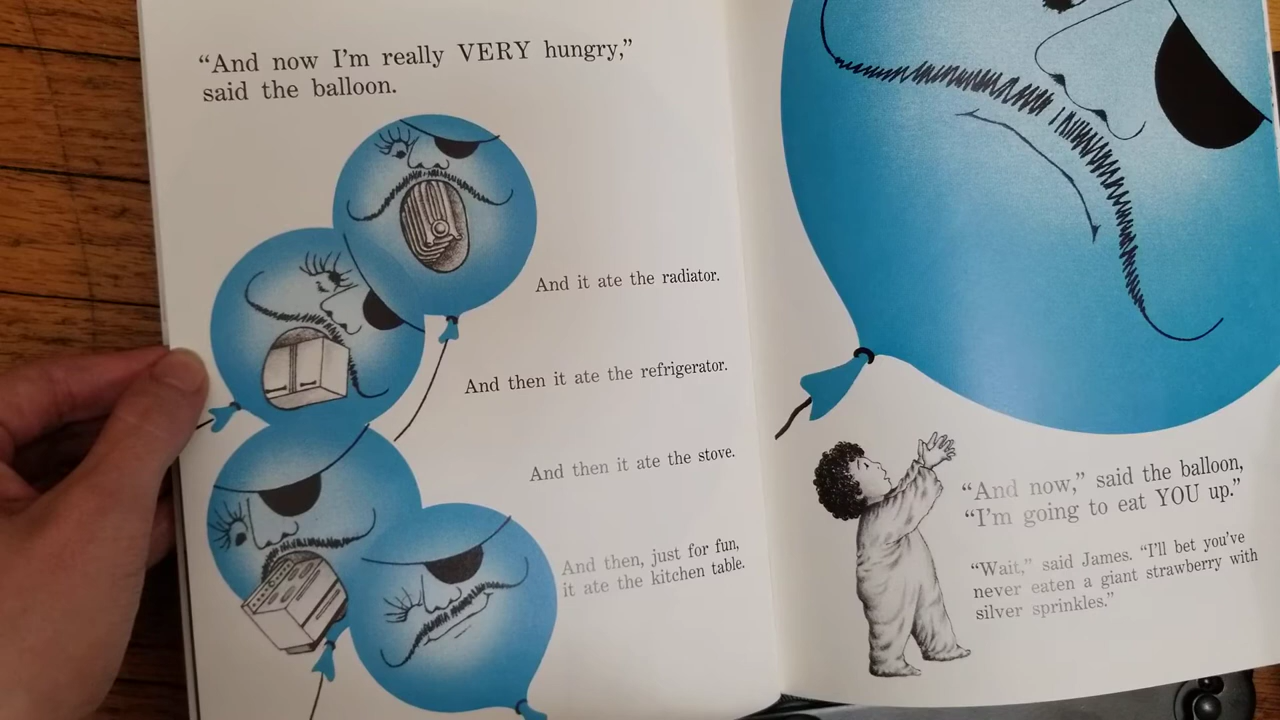 “And now I’m really VERY hungry,”
said the balloon.
And it ate the radiator.
And then it ate the refrigerator.
And then it ate the stove.
And then, just for fun,
it ate the kitchen table.
“And now,” said the balloon,
“I’m going to eat YOU up.”
“Wait,” said James. “I’ll bet you’ve
never eaten a giant strawberry with
silver sprinkles.”